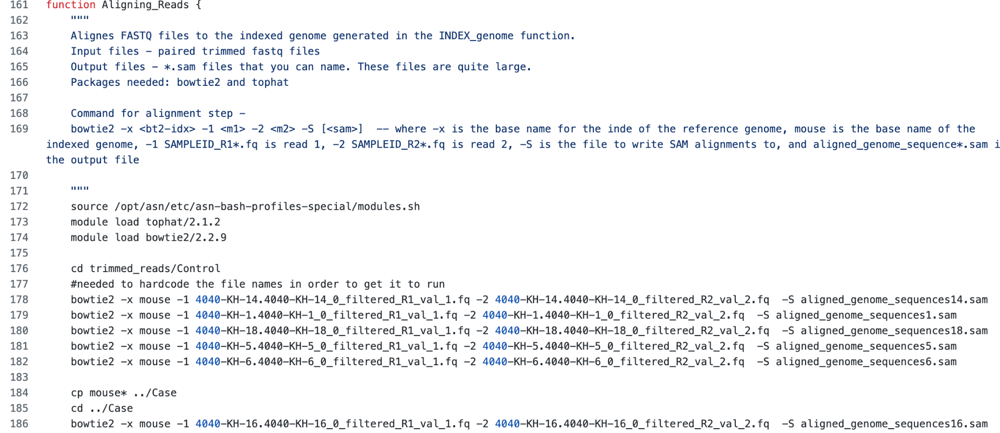 161 function Aligning_Reads {
162 """
163 Alignes FASTQ files to the indexed genome generated in the INDEX_genome function.
164 Input files – paired trimmed fastq files
165 Output files – *.sam files that you can name. These files are quite large.
166 Packages needed: bowtie2 and tophat
167
168 Command for alignment step –
169 bowtie2 -x <bt2-idx> -1 <m1> -2 <m2> -S [<sam>]  -- where -x is the base name for the inde of the reference genome, mouse is the base name of the
indexed genome, -1 SAMPLEID_R1*.fq is read 1, -2 SAMPLEID_R2*.fq is read 2, -S is the file to write SAM alignments to, and aligned_genome_sequence*.sam i
the output file
170
171 """
172 source /opt/asn/etc/asn-bash-profiles-special/modules.sh
173 module load tophat/2.1.2
174 module load bowtie2/2.2.9
175
176 cd trimmed_reads/Control
177 #needed to hardcode the file names in order to get it to run
178 bowtie2 -x mouse -1 4040-KH-14.4040-KH-14_0_filtered_R1_val_1.fq -2 4040-KH-14.4040-KH-14_0_filtered_R2_val_2.fq  -S aligned_genome_sequences14.sam
179 bowtie2 -x mouse -1 4040-KH-1.4040-KH-1_0_filtered_R1_val_1.fq -2 4040-KH-1.4040-KH-1_0_filtered_R2_val_2.fq  -S aligned_genome_sequences1.sam
180 bowtie2 -x mouse -1 4040-KH-18.4040-KH-18_0_filtered_R1_val_1.fq -2 4040-KH-18.4040-KH-18_0_filtered_R2_val_2.fq  -S aligned_genome_sequences18.sam
181 bowtie2 -x mouse -1 4040-KH-5.4040-KH-5_0_filtered_R1_val_1.fq -2 4040-KH-5.4040-KH-5_0_filtered_R2_val_2.fq  -S aligned_genome_sequences5.sam
182 bowtie2 -x mouse -1 4040-KH-6.4040-KH-6_0_filtered_R1_val_1.fq -2 4040-KH-6.4040-KH-6_0_filtered_R2_val_2.fq  -S aligned_genome_sequences6.sam
183
184 cp mouse* ../Case
185 cd ../Case
186 bowtie2 -x mouse -1 4040-KH-16.4040-KH-16_0_filtered_R1_val_1.fq -2 4040-KH-16.4040-KH-16_0_filtered_R2_val_2.fq  -S aligned_genome_sequences16.sam